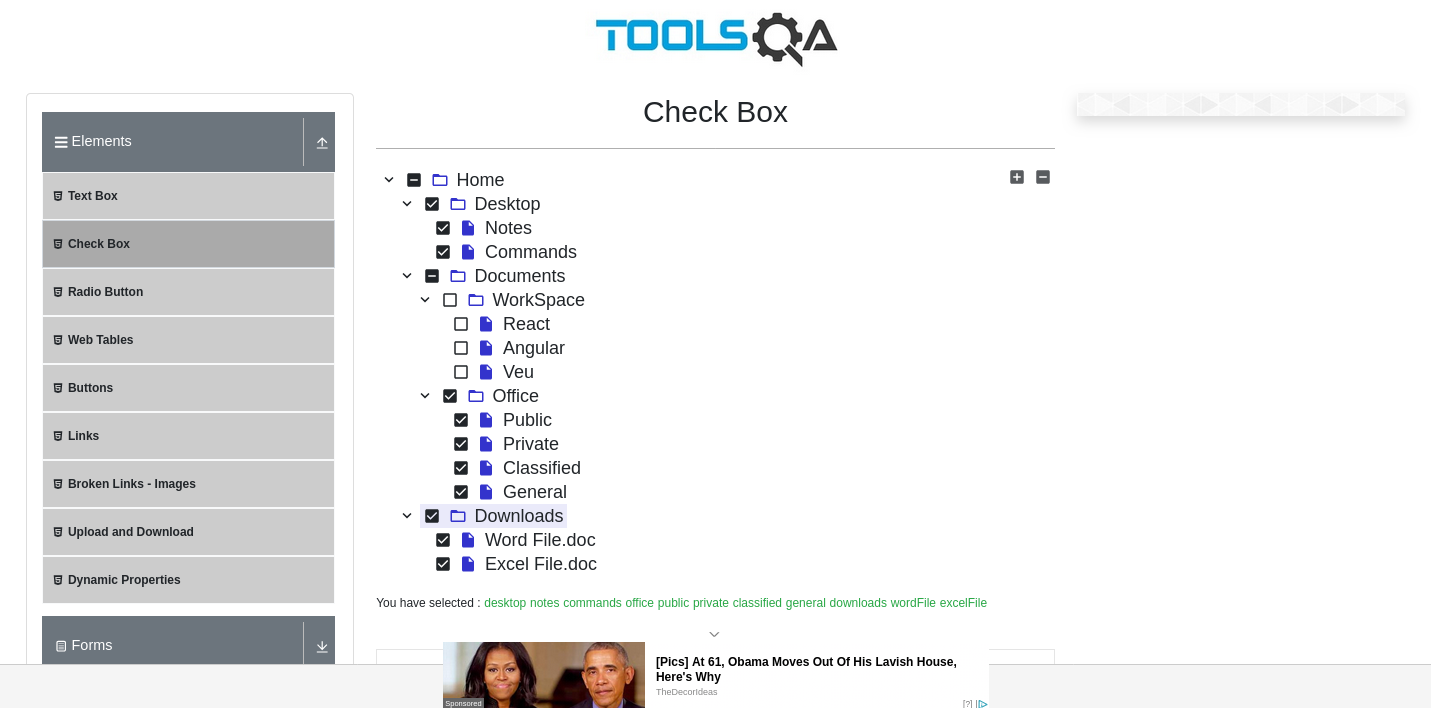 TOOLSQA
Elements
Text Box
Check Box
Radio Button
Web Tables
Buttons
Links
Broken Links - Images
Upload and Download
Dynamic Properties
Forms
Check Box
Home
Desktop
Notes
Commands
Documents
WorkSpace
React
Angular
Veu
Office
Public
Private
Classified
General
Downloads
Word File.doc
Excel File.doc
You have selected : desktop notes commands office public private classified general downloads wordFile excelFile
Sponsored
[Pics] At 61, Obama Moves Out Of His Lavish House,
Here's Why
TheDecorIdeas
[?]